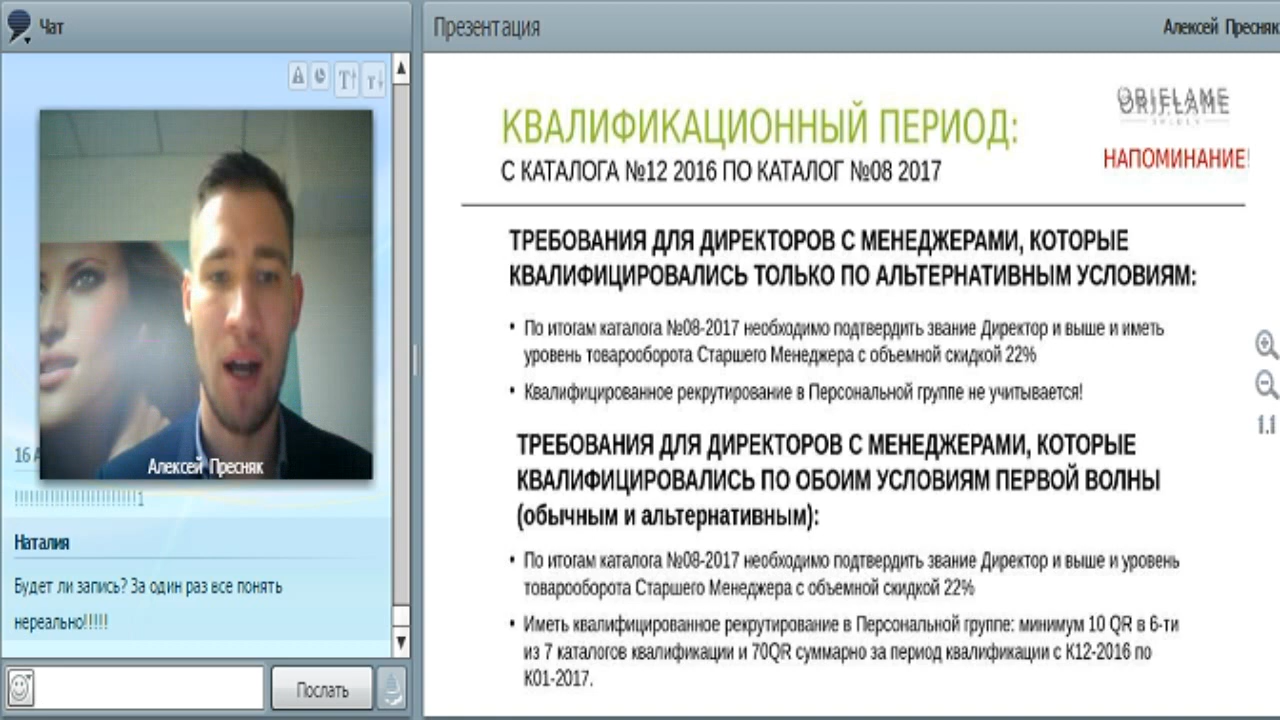 Чат
16
Алексей Пресняк
!!!!!!!!!!!!!!!!!!!!!!!!1
Наталия
Будет ли запись? За один раз все понять
нереально!!!!!
Послать
Презентация
Алексей Пресняк
ORIFLAME
SWEDEN
НАПОМИНАНИЕ!
КВАЛИФИКАЦИОННЫЙ ПЕРИОД:
С КАТАЛОГА №12 2016 ПО КАТАЛОГ №08 2017
ТРЕБОВАНИЯ ДЛЯ ДИРЕКТОРОВ С МЕНЕДЖЕРАМИ, КОТОРЫЕ
КВАЛИФИЦИРОВАЛИСЬ ТОЛЬКО ПО АЛЬТЕРНАТИВНЫМ УСЛОВИЯМ:
• По итогам каталога №08-2017 необходимо подтвердить звание Директор и выше и иметь
уровень товарооборота Старшего Менеджера с объемной скидкой 22%
• Квалифицированное рекрутирование в Персональной группе не учитывается!
ТРЕБОВАНИЯ ДЛЯ ДИРЕКТОРОВ С МЕНЕДЖЕРАМИ, КОТОРЫЕ
КВАЛИФИЦИРОВАЛИСЬ ПО ОБОИМ УСЛОВИЯМ ПЕРВОЙ ВОЛНЫ
(обычным и альтернативным):
• По итогам каталога №08-2017 необходимо подтвердить звание Директор и выше и уровень
товарооборота Старшего Менеджера с объемной скидкой 22%
• Иметь квалифицированное рекрутирование в Персональной группе: минимум 10 QR в 6-ти
из 7 каталогов квалификации и 70QR суммарно за период квалификации с К12-2016 по
К01-2017.
1:1